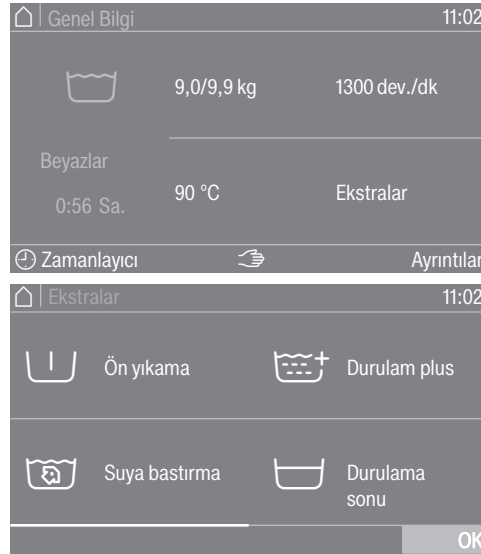 Genel Bilgi 11:02
9,0/9,9 kg 1300 dev./dk
Beyazlar
0:56 Sa.
90 °C Ekstralar
Zamanlayıcı Ayrıntılar
Ekstralar 11:02
Ön yıkama Durulam plus
Suya bastırma Durulama
sonu
OK